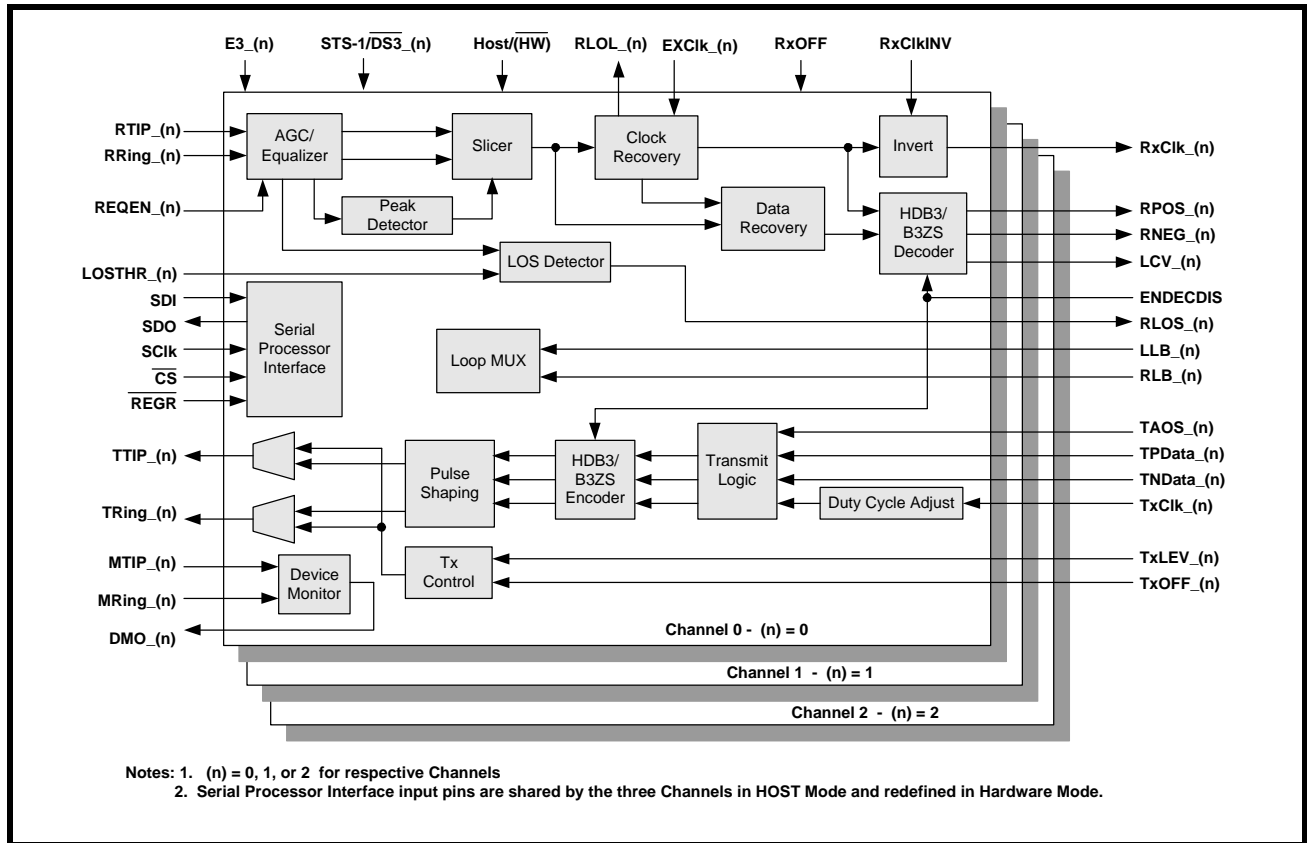 E3_(n)
STS-1/DS3_(n)
Host/(HW)
RLOL_(n)
EXClk_(n)
RxOFF
RxClkINV
RTIP_(n)
RRing_(n)
REQEN_(n)
LOSTHR_(n)
SDI
SDO
SClk
CS
REGR
TTIP_(n)
TRing_(n)
MTIP_(n)
MRing_(n)
DMO_(n)
AGC/
Equalizer
Slicer
Clock
Recovery
Invert
Peak
Detector
Data
Recovery
HDB3/
B3ZS
Decoder
LOS Detector
Serial
Processor
Interface
Loop MUX
Pulse
Shaping
HDB3/
B3ZS
Encoder
Transmit
Logic
Duty Cycle Adjust
Device
Monitor
Tx
Control
RxClk_(n)
RPOS_(n)
RNEG_(n)
LCV_(n)
ENDECDIS
RLOS_(n)
LLB_(n)
RLB_(n)
TAOS_(n)
TPData_(n)
TNData_(n)
TxClk_(n)
TxLEV_(n)
TxOFF_(n)
Channel 0 - (n) = 0
Channel 1 - (n) = 1
Channel 2 - (n) = 2
Notes: 1. (n) = 0, 1, or 2 for respective Channels
2. Serial Processor Interface input pins are shared by the three Channels in HOST Mode and redefined in Hardware Mode.